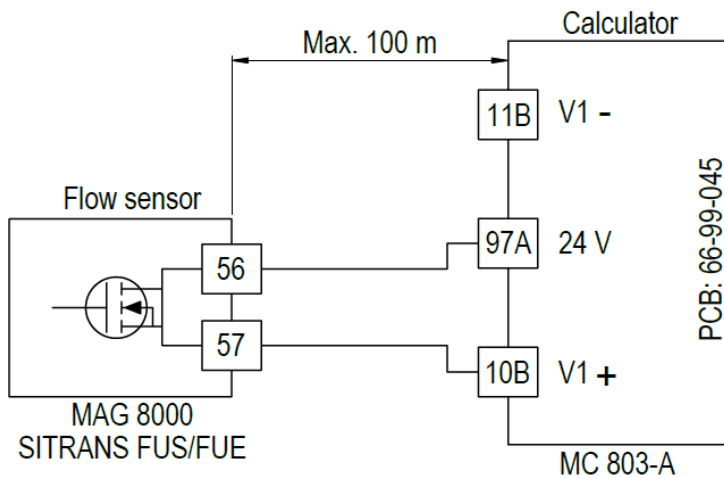 Calculator
Max. 100 m
11B V1 -
Flow sensor
97A 24 V
56
57
10B V1 +
PCB: 66-99-045
MAG 8000
SITRANS FUS/FUE
MC 803-A